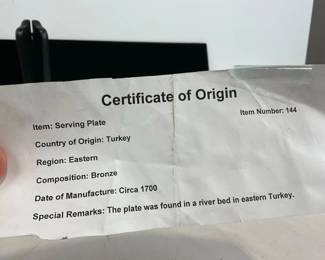 Certificate of Origin
Item: Serving Plate
Item Number: 144
Country of Origin: Turkey
Region: Eastern
Composition: Bronze
Date of Manufacture: Circa 1700
Special Remarks: The plate was found in a river bed in eastern Turkey.